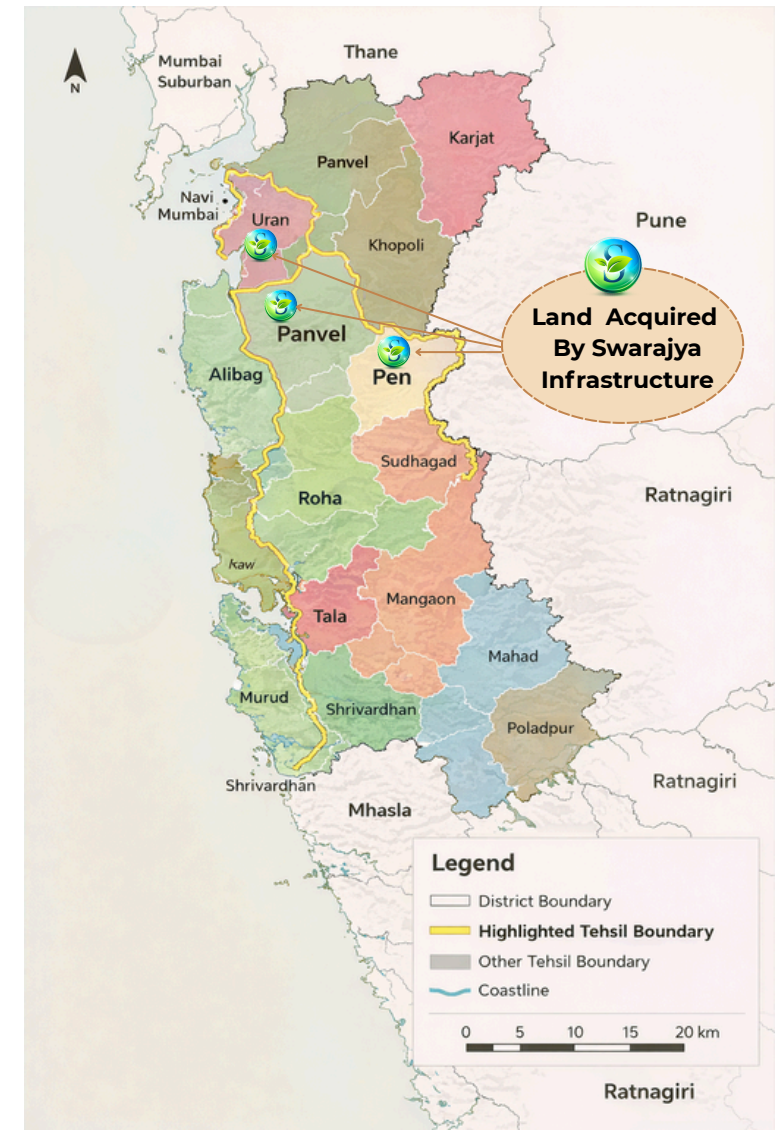 Thane
Mumbai
Suburban
N
Karjat
Panvel
Navi
Mumbai
Uran
Pune
Khopoli
S
S
Land Acquired
By Swarajya
Infrastructure
S
Panvel
S
Pen
Alibag
Sudhagad
Roha
Ratnagiri
kaw
Tala
Mangaon
Mahad
Murud
Shrivardhan
Poladpur
Shrivardhan
Ratnagiri
Mhasla
Legend
District Boundary
Highlighted Tehsil Boundary
Other Tehsil Boundary
Coastline
0 5 10 15 20 km
Ratnagiri